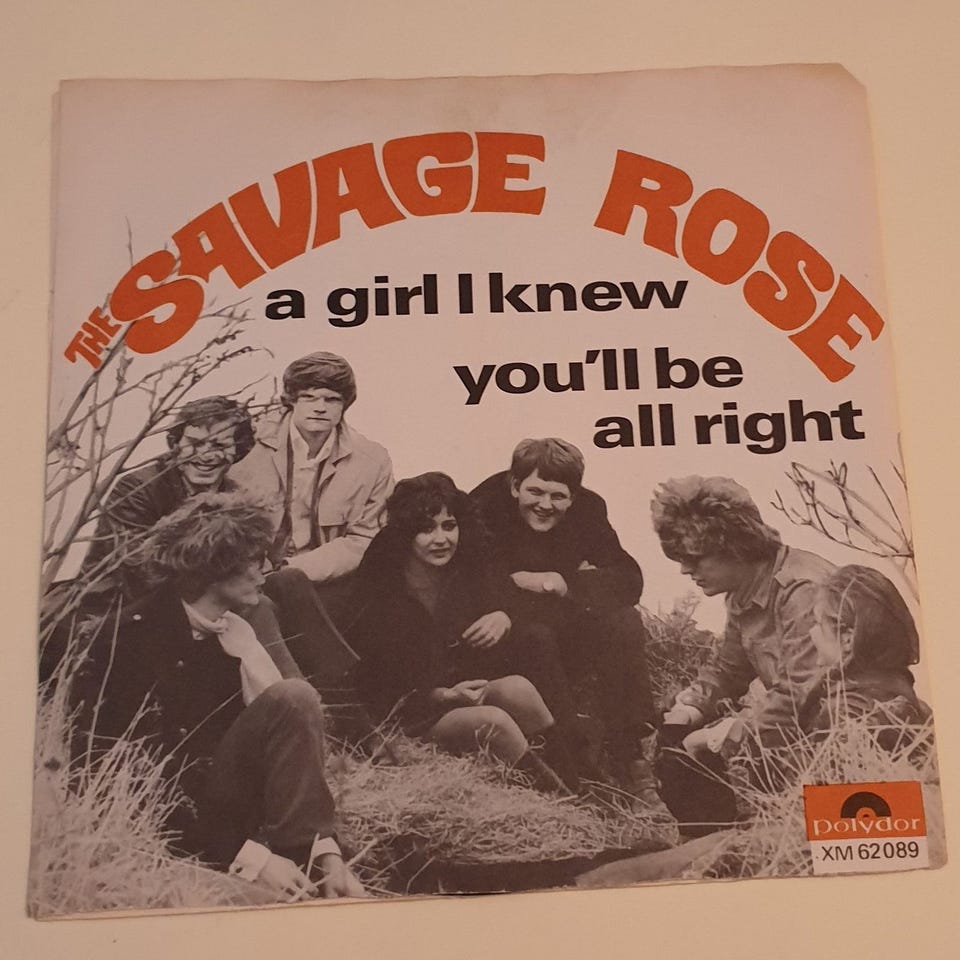 THE SAVAGE ROSE
a girl I knew
you'll be
all right
polydor
XM 62089